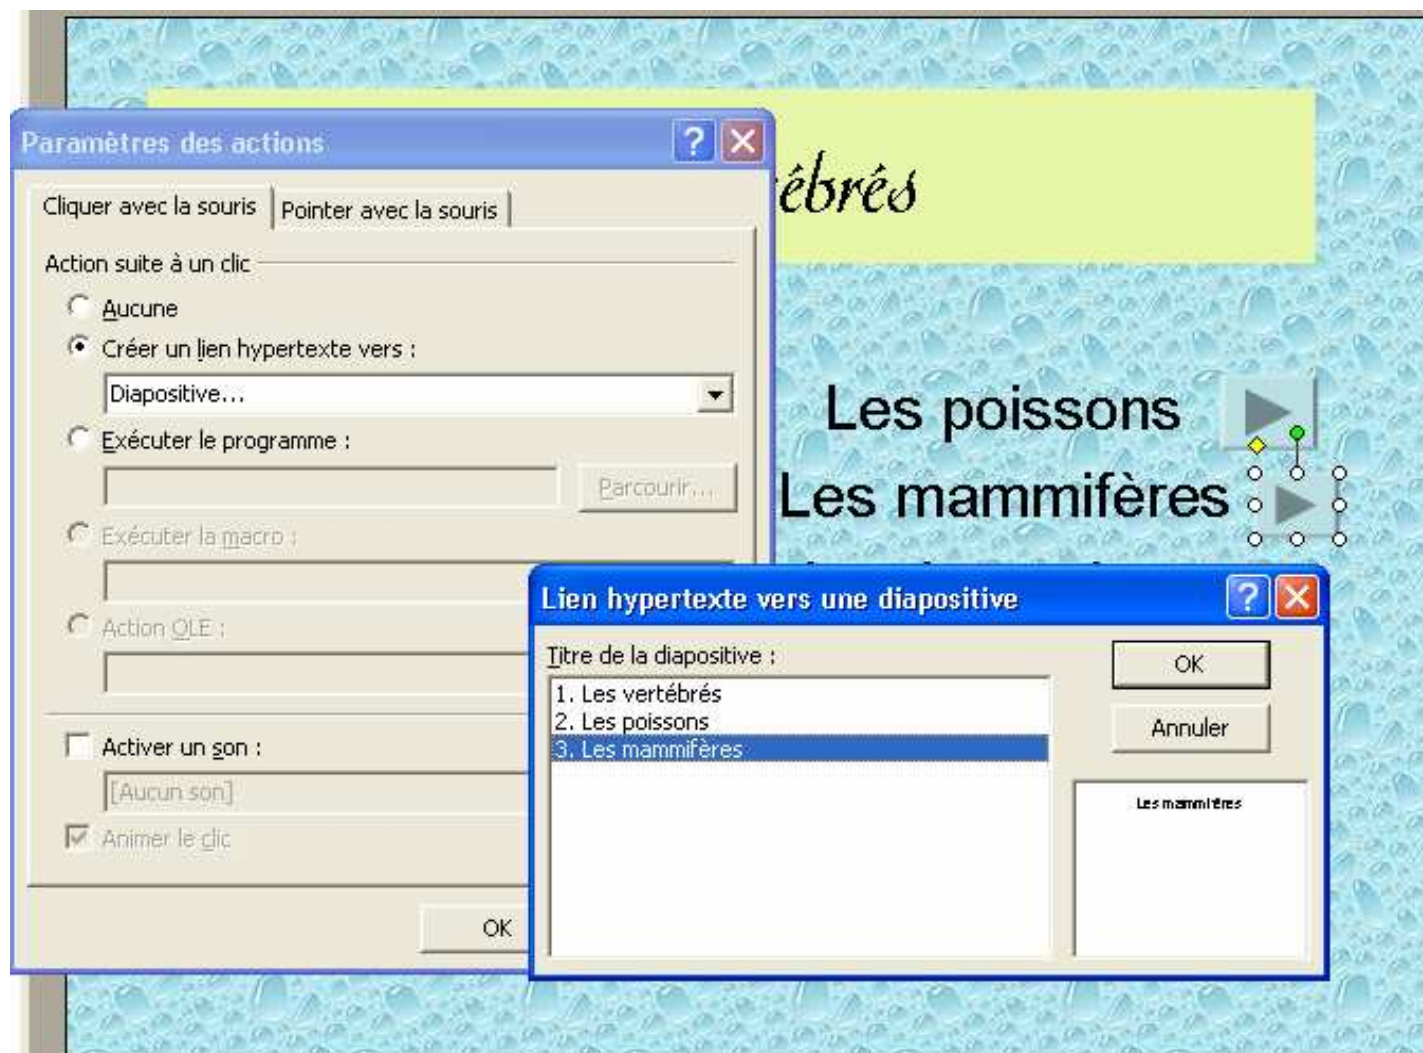 Paramètres des actions
Cliquer avec la souris
Pointer avec la souris
Action suite à un clic
Aucune
Créer un lien hypertexte vers :
Diapositive...
Exécuter le programme :
Parcourir...
Exécuter la macro :
Action OLE :
Activer un son :
[Aucun son]
Animer le clic
OK
ébrés
Les poissons
Les mammifères
Lien hypertexte vers une diapositive
Titre de la diapositive :
1. Les vertébrés
2. Les poissons
3. Les mammifères
OK
Annuler
Les mammifères